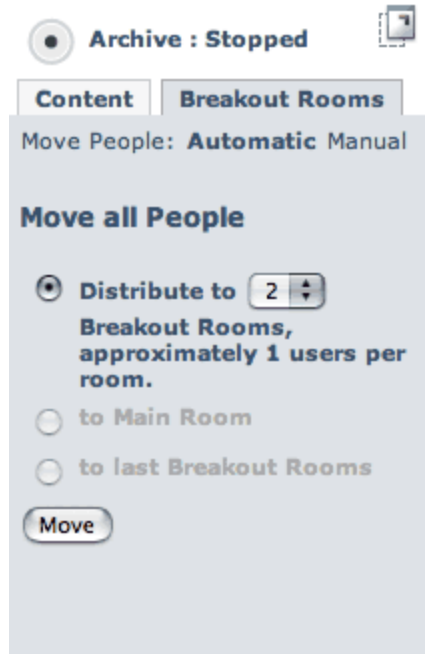 Archive : Stopped
Content Breakout Rooms
Move People: Automatic Manual
Move all People
Distribute to 2
Breakout Rooms,
approximately 1 users per
room.
to Main Room
to last Breakout Rooms
Move